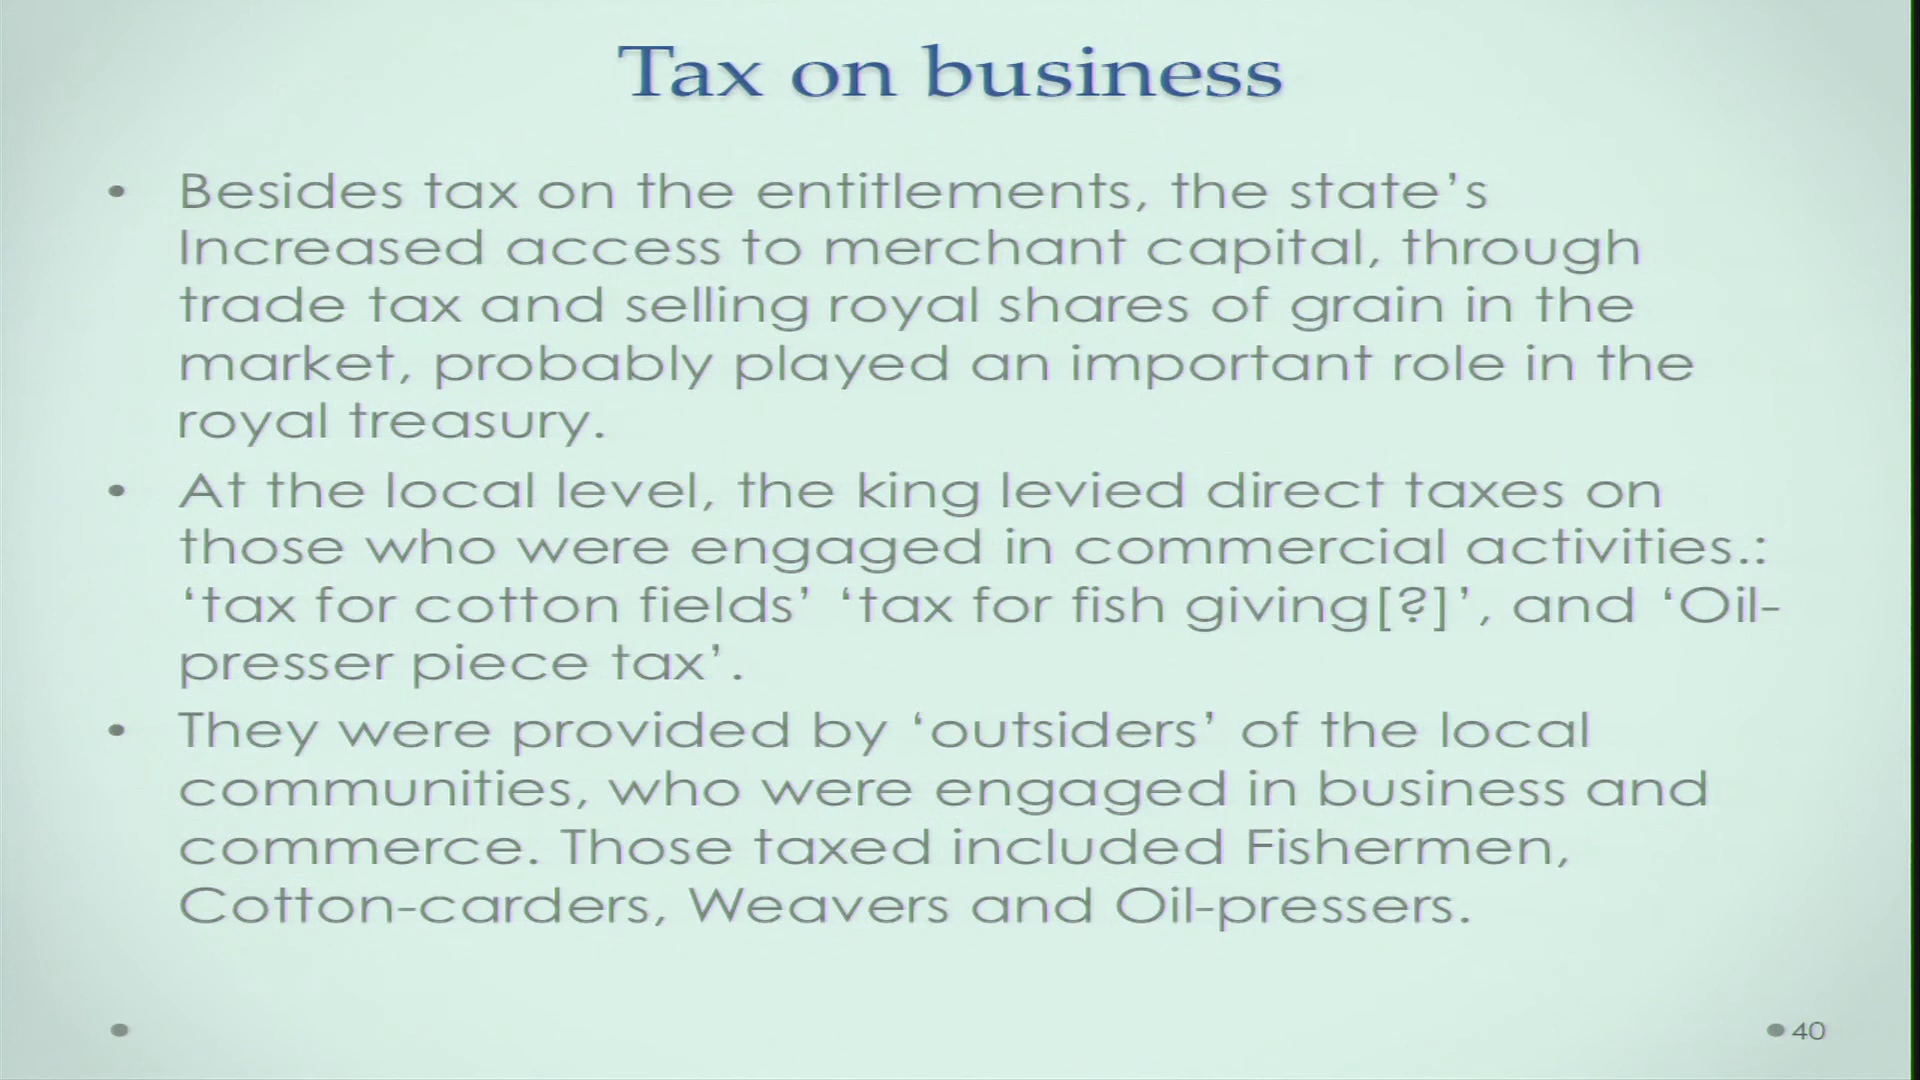 Tax on business
• Besides tax on the entitlements, the state’s
Increased access to merchant capital, through
trade tax and selling royal shares of grain in the
market, probably played an important role in the
royal treasury.
• At the local level, the king levied direct taxes on
those who were engaged in commercial activities.:
‘tax for cotton fields’ ‘tax for fish giving[?]’, and ‘Oil-
presser piece tax’.
• They were provided by ‘outsiders’ of the local
communities, who were engaged in business and
commerce. Those taxed included Fishermen,
Cotton-carders, Weavers and Oil-pressers.
40